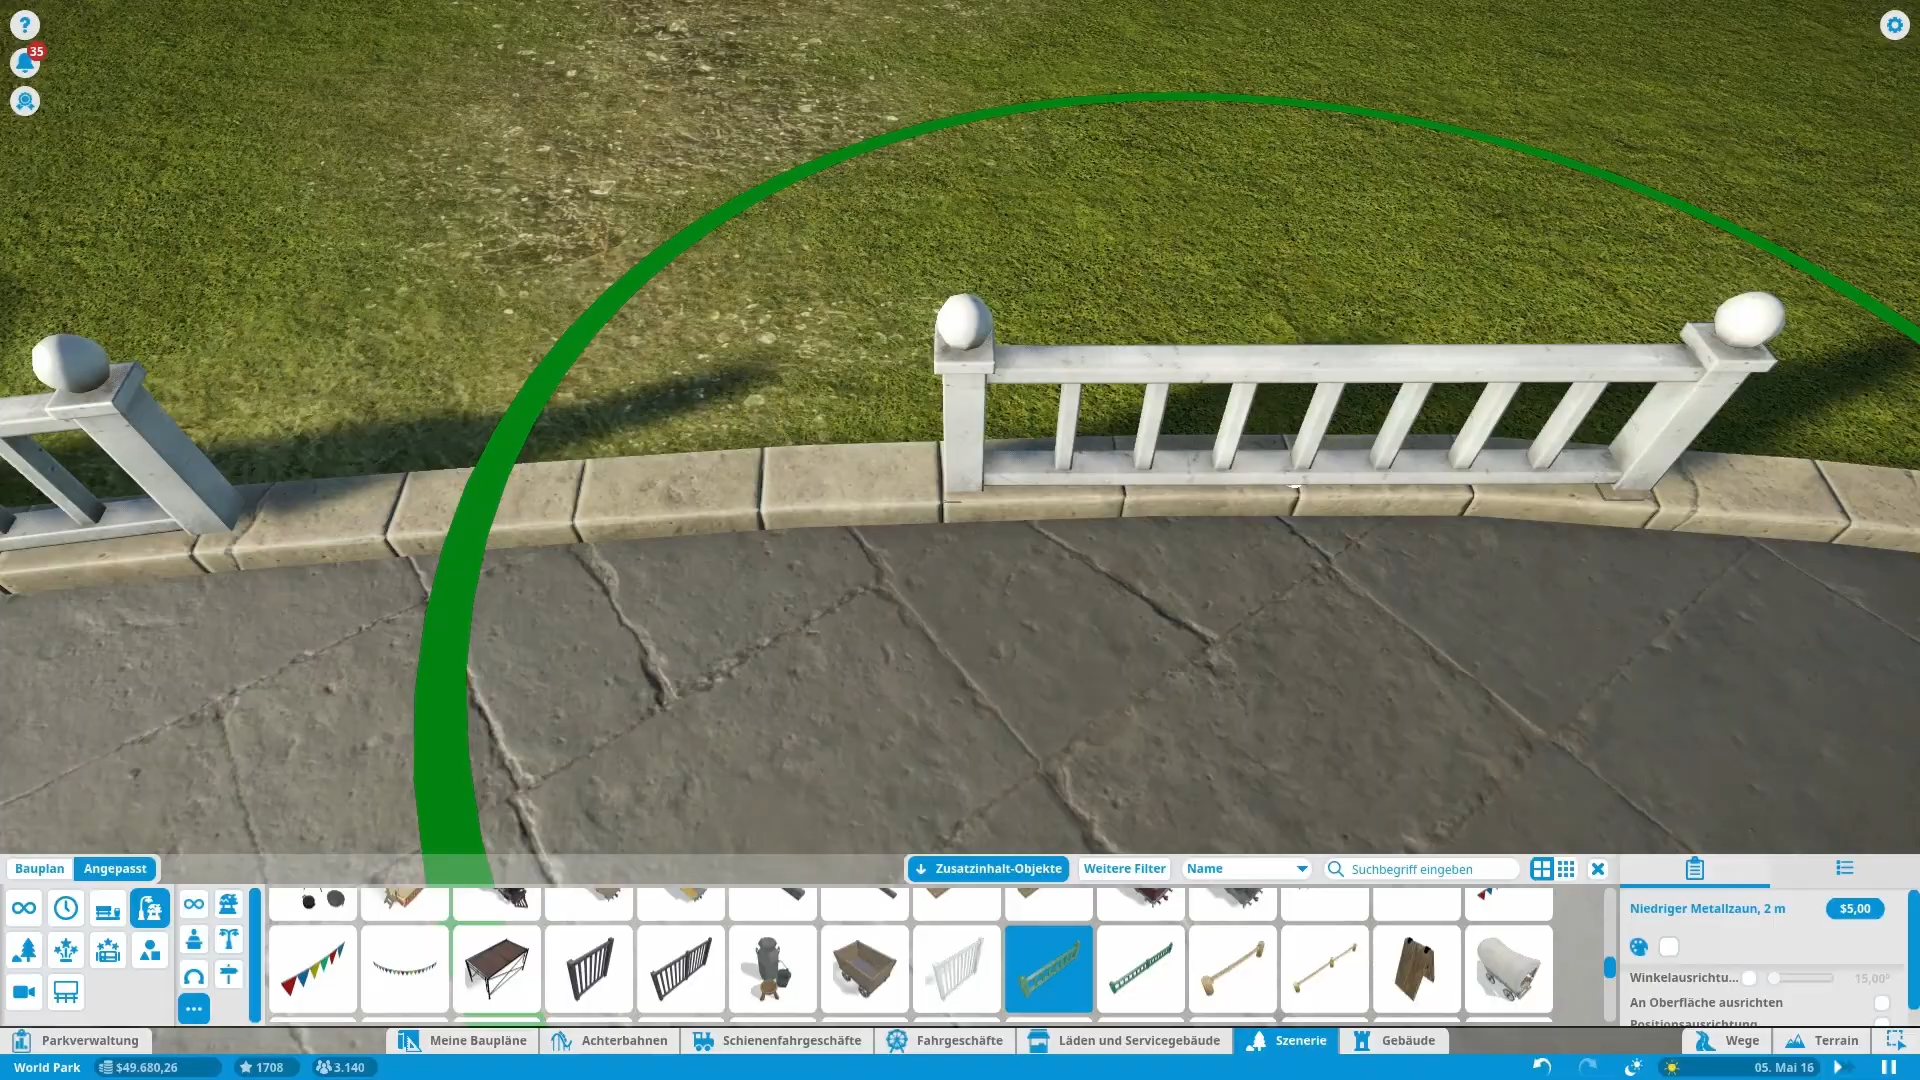 ?
35
Bauplan
Angepasst
Zusatzinhalt-Objekte
Weitere Filter
Name
Suchbegriff eingeben
Niedriger Metallzaun, 2 m
$5,00
Winkelausrichtu...
15,00°
An Oberfläche ausrichten
Positionsausrichtung
Parkverwaltung
Meine Baupläne
Achterbahnen
Schienenfahrgeschäfte
Fahrgeschäfte
Läden und Servicegebäude
Szenerie
Gebäude
Wege
Terrain
World Park
$49.680,26
1708
3.140
05. Mai 16